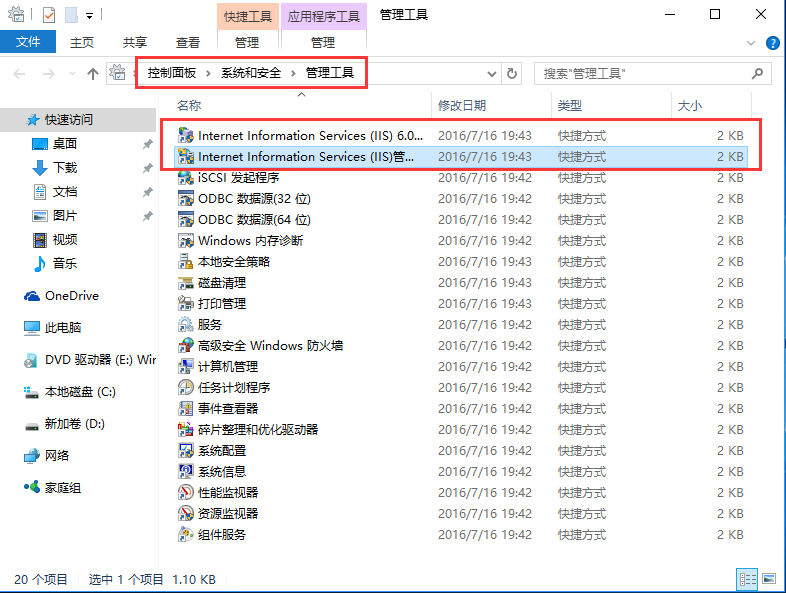 快捷工具 应用程序工具 管理工具
文件 主页 共享 查看 管理 管理
控制面板 › 系统和安全 › 管理工具 搜索"管理工具"
名称 修改日期 类型 大小
快速访问
桌面
下载
文档
图片
视频
音乐
OneDrive
此电脑
DVD 驱动器 (E:) Wir
本地磁盘 (C:)
新加卷 (D:)
网络
家庭组
Internet Information Services (IIS) 6.0... 2016/7/16 19:43 快捷方式 2 KB
Internet Information Services (IIS)管... 2016/7/16 19:43 快捷方式 2 KB
iSCSI 发起程序 2016/7/16 19:42 快捷方式 2 KB
ODBC 数据源(32 位) 2016/7/16 19:42 快捷方式 2 KB
ODBC 数据源(64 位) 2016/7/16 19:42 快捷方式 2 KB
Windows 内存诊断 2016/7/16 19:42 快捷方式 2 KB
本地安全策略 2016/7/16 19:43 快捷方式 2 KB
磁盘清理 2016/7/16 19:43 快捷方式 2 KB
打印管理 2016/7/16 19:43 快捷方式 2 KB
服务 2016/7/16 19:42 快捷方式 2 KB
高级安全 Windows 防火墙 2016/7/16 19:42 快捷方式 2 KB
计算机管理 2016/7/16 19:42 快捷方式 2 KB
任务计划程序 2016/7/16 19:42 快捷方式 2 KB
事件查看器 2016/7/16 19:42 快捷方式 2 KB
碎片整理和优化驱动器 2016/7/16 19:42 快捷方式 2 KB
系统配置 2016/7/16 19:42 快捷方式 2 KB
系统信息 2016/7/16 19:42 快捷方式 2 KB
性能监视器 2016/7/16 19:42 快捷方式 2 KB
资源监视器 2016/7/16 19:42 快捷方式 2 KB
组件服务 2016/7/16 19:42 快捷方式 2 KB
20 个项目 选中 1 个项目 1.10 KB